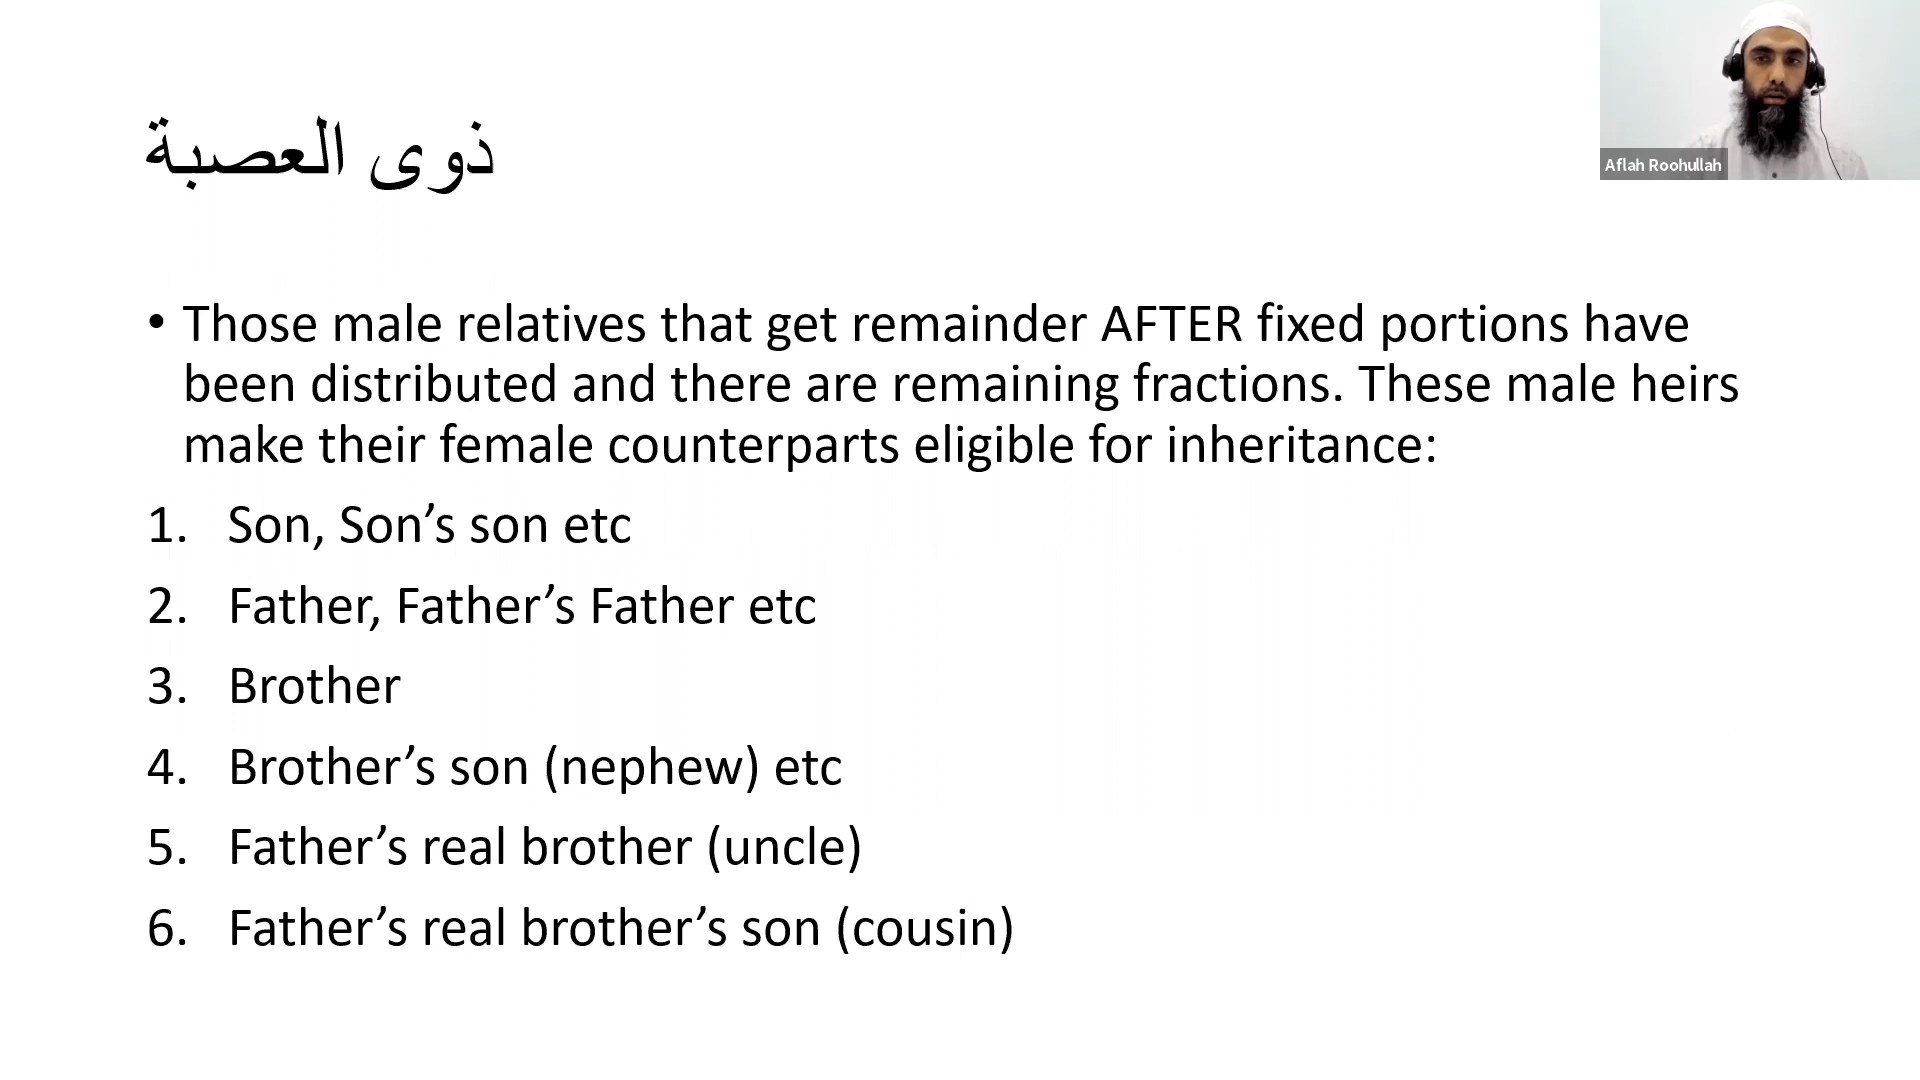 ذوى العصبة
Aflah Roohullah
• Those male relatives that get remainder AFTER fixed portions have
been distributed and there are remaining fractions. These male heirs
make their female counterparts eligible for inheritance:
1. Son, Son’s son etc
2. Father, Father’s Father etc
3. Brother
4. Brother’s son (nephew) etc
5. Father’s real brother (uncle)
6. Father’s real brother’s son (cousin)